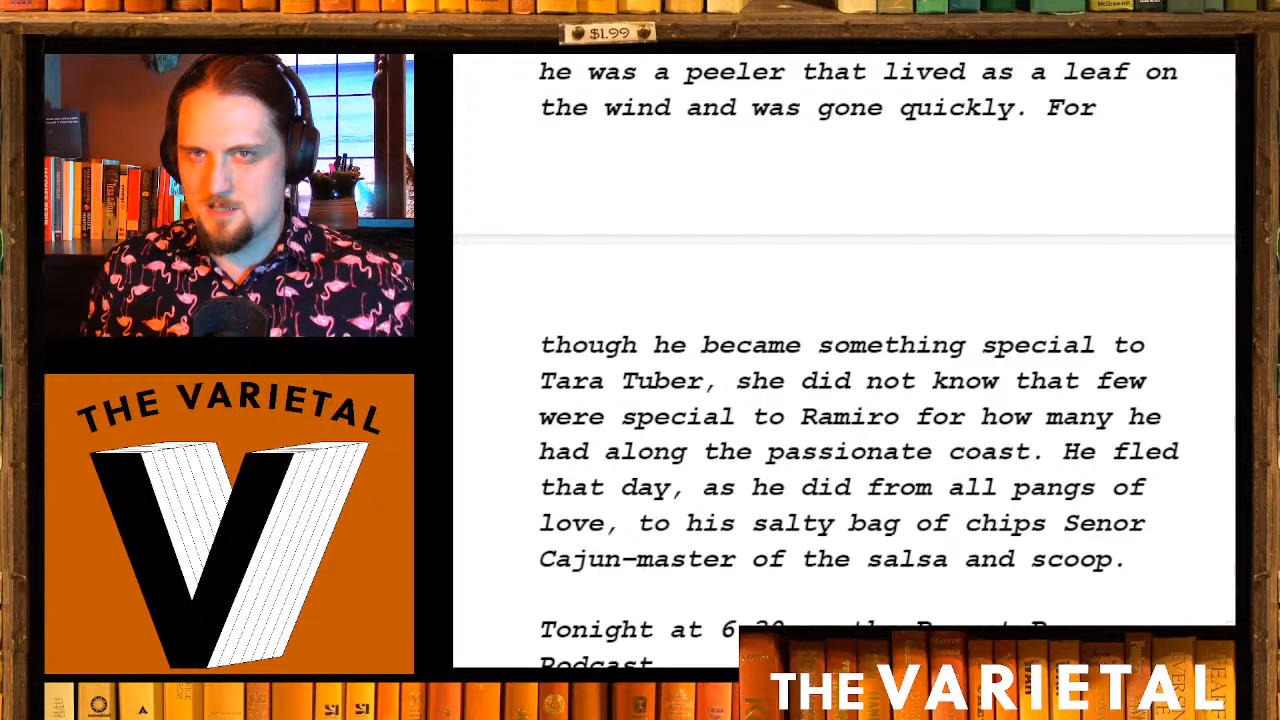 $1.99
McGraw-Hill
he was a peeler that lived as a leaf on
the wind and was gone quickly. For
though he became something special to
Tara Tuber, she did not know that few
were special to Ramiro for how many he
had along the passionate coast. He fled
that day, as he did from all pangs of
love, to his salty bag of chips Senor
Cajun-master of the salsa and scoop.
Tonight at 6
Podcast
THE VARIETAL
V
THE VARIETAL